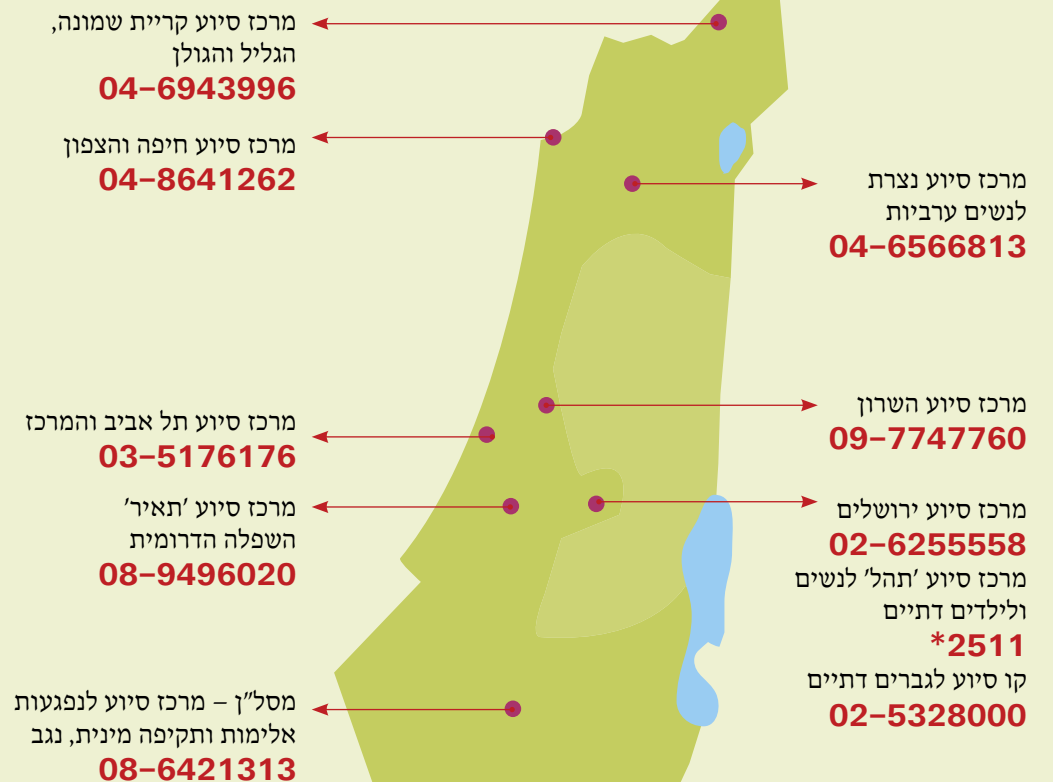 מרכז סיוע קריית שמונה,
הגליל והגולן
04–6943996
מרכז סיוע חיפה והצפון
04–8641262
מרכז סיוע נצרת
לנשים ערביות
04–6566813
מרכז סיוע השרון
09–7747760
מרכז סיוע תל אביב והמרכז
03–5176176
מרכז סיוע 'תאיר'
השפלה הדרומית
08–9496020
מרכז סיוע ירושלים
02–6255558
מרכז סיוע 'תהל' לנשים
ולילדים דתיים
*2511
קו סיוע לגברים דתיים
02–5328000
מסל"ן – מרכז סיוע לנפגעות
אלימות ותקיפה מינית, נגב
08–6421313